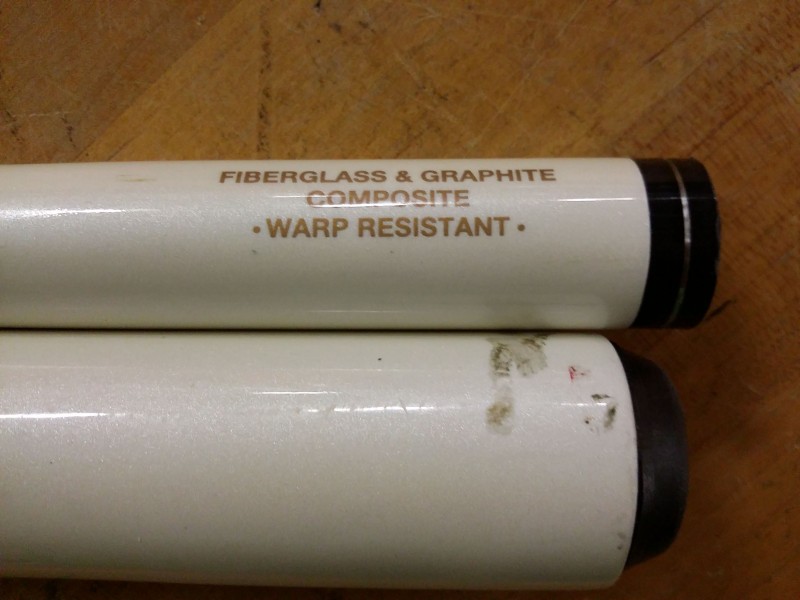 FIBERGLASS & GRAPHITE
COMPOSITE
• WARP RESISTANT •